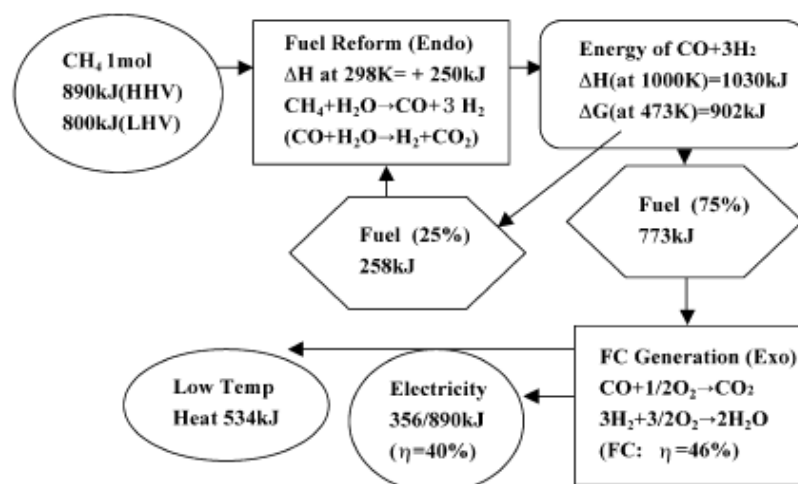 CH₄ 1mol
890kJ(HHV)
800kJ(LHV)
Fuel Reform (Endo)
ΔH at 298K= + 250kJ
CH₄+H₂O→CO+3 H₂
(CO+H₂O→H₂+CO₂)
Energy of CO+3H₂
ΔH(at 1000K)=1030kJ
ΔG(at 473K)=902kJ
Fuel (25%)
258kJ
Fuel (75%)
773kJ
Low Temp
Heat 534kJ
Electricity
356/890kJ
(η=40%)
FC Generation (Exo)
CO+1/2O₂→CO₂
3H₂+3/2O₂→2H₂O
(FC: η=46%)